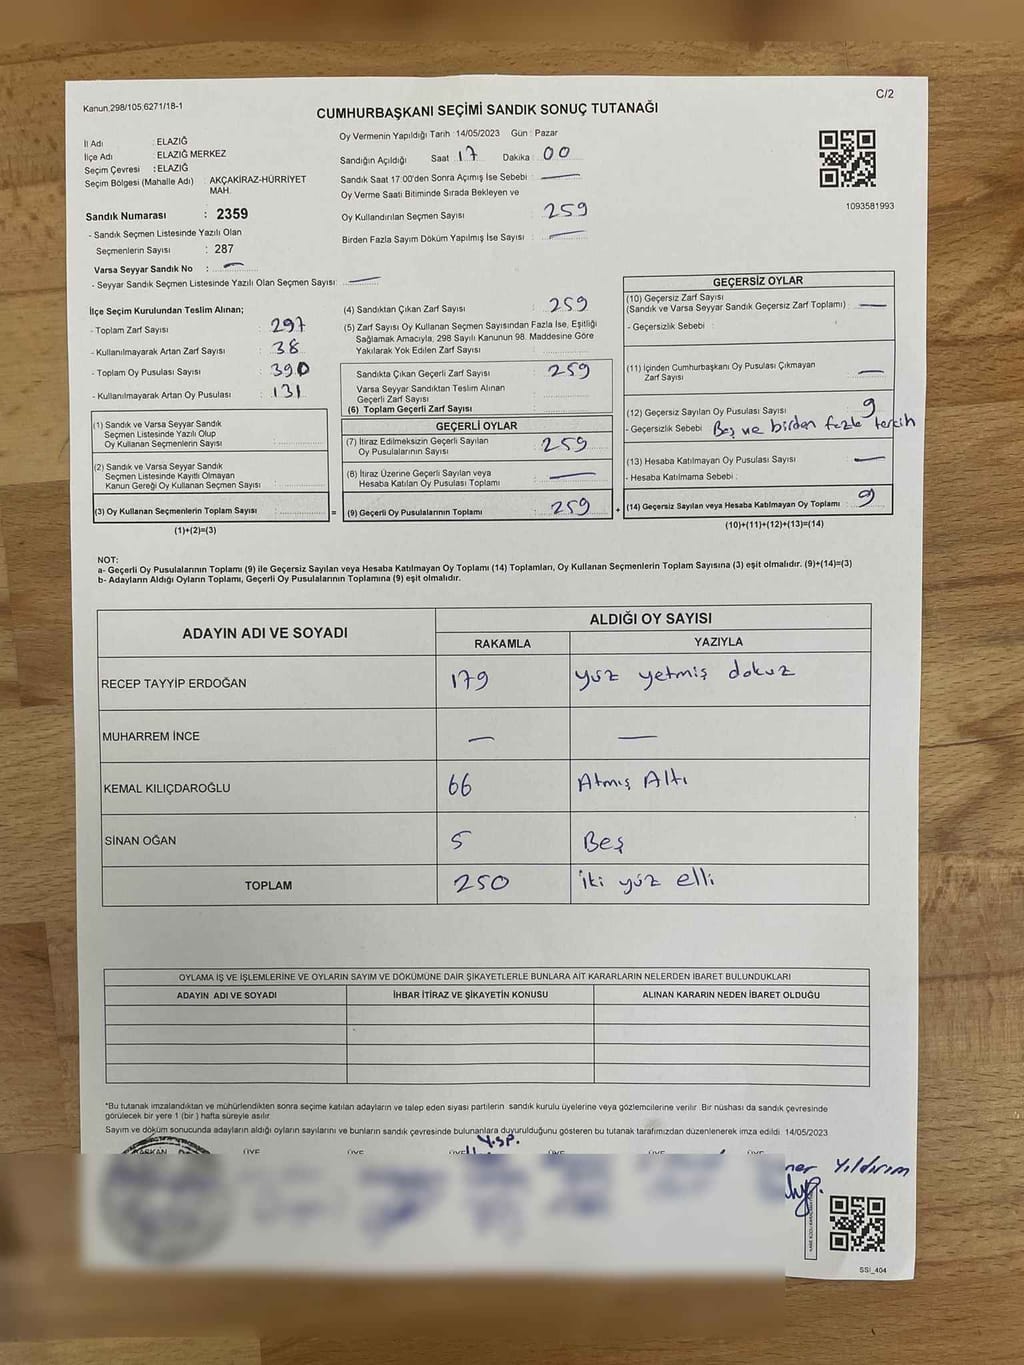 Kanun.298/105,6271/18-1
C/2
CUMHURBAŞKANI SEÇİMİ SANDIK SONUÇ TUTANAĞI
İl Adı : ELAZIĞ
İlçe Adı : ELAZIĞ MERKEZ
Seçim Çevresi : ELAZIĞ
Seçim Bölgesi (Mahalle Adı) : AKÇAKİRAZ-HÜRRİYET
MAH.
Sandık Numarası : 2359
- Sandık Seçmen Listesinde Yazılı Olan
Seçmenlerin Sayısı : 287
Varsa Seyyar Sandık No : —
- Seyyar Sandık Seçmen Listesinde Yazılı Olan Seçmen Sayısı: —
Oy Vermenin Yapıldığı Tarih :14/05/2023 Gün : Pazar
Sandığın Açıldığı Saat 17 Dakika : 00
Sandık Saat 17:00'den Sonra Açımış İse Sebebi : —
Oy Verme Saati Bitiminde Sırada Bekleyen ve
Oy Kullandırılan Seçmen Sayısı : 259
Birden Fazla Sayım Döküm Yapılmış İse Sayısı : —
1093581993
İlçe Seçim Kurulundan Teslim Alınan;
- Toplam Zarf Sayısı : 297
- Kullanılmayarak Artan Zarf Sayısı : 38
- Toplam Oy Pusulası Sayısı : 390
- Kullanılmayarak Artan Oy Pusulası : 131
(1) Sandık ve Varsa Seyyar Sandık
Seçmen Listesinde Yazılı Olup
Oy Kullanan Seçmenlerin Sayısı :
(2) Sandık ve Varsa Seyyar Sandık
Seçmen Listesinde Kayıtlı Olmayan
Kanun Gereği Oy Kullanan Seçmen Sayısı :
(3) Oy Kullanan Seçmenlerin Toplam Sayısı :
(1)+(2)=(3)
(4) Sandıktan Çıkan Zarf Sayısı : 259
(5) Zarf Sayısı Oy Kullanan Seçmen Sayısından Fazla İse, Eşitliği
Sağlamak Amacıyla, 298 Sayılı Kanunun 98. Maddesine Göre
Yakılarak Yok Edilen Zarf Sayısı :
Sandıkta Çıkan Geçerli Zarf Sayısı : 259
Varsa Seyyar Sandıktan Teslim Alınan
Geçerli Zarf Sayısı :
(6) Toplam Geçerli Zarf Sayısı :
=
GEÇERLİ OYLAR
(7) İtiraz Edilmeksizin Geçerli Sayılan
Oy Pusulalarının Sayısı : 259
(8) İtiraz Üzerine Geçerli Sayılan veya
Hesaba Katılan Oy Pusulası Toplamı : —
(9) Geçerli Oy Pusulalarının Toplamı : 259
+
GEÇERSİZ OYLAR
(10) Geçersiz Zarf Sayısı
(Sandık ve Varsa Seyyar Sandık Geçersiz Zarf Toplamı) : —
- Geçersizlik Sebebi :
(11) İçinden Cumhurbaşkanı Oy Pusulası Çıkmayan
Zarf Sayısı : —
(12) Geçersiz Sayılan Oy Pusulası Sayısı : 9
- Geçersizlik Sebebi : Boş ve birden fazla tercih
(13) Hesaba Katılmayan Oy Pusulası Sayısı : —
- Hesaba Katılmama Sebebi :
(14) Geçersiz Sayılan veya Hesaba Katılmayan Oy Toplamı : 9
(10)+(11)+(12)+(13)=(14)
NOT:
a- Geçerli Oy Pusulalarının Toplamı (9) ile Geçersiz Sayılan veya Hesaba Katılmayan Oy Toplamı (14) Toplamları, Oy Kullanan Seçmenlerin Toplam Sayısına (3) eşit olmalıdır. (9)+(14)=(3)
b- Adayların Aldığı Oyların Toplamı, Geçerli Oy Pusulalarının Toplamına (9) eşit olmalıdır.
ADAYIN ADI VE SOYADI
ALDIĞI OY SAYISI
RAKAMLA YAZIYLA
RECEP TAYYİP ERDOĞAN 179 yüz yetmiş dokuz
MUHARREM İNCE — —
KEMAL KILIÇDAROĞLU 66 Atmış Altı
SİNAN OĞAN 5 Beş
TOPLAM 250 iki yüz elli
OYLAMA İŞ VE İŞLEMLERİNE VE OYLARIN SAYIM VE DÖKÜMÜNE DAİR ŞİKAYETLERLE BUNLARA AİT KARARLARIN NELERDEN İBARET BULUNDUKLARI
ADAYIN ADI VE SOYADI İHBAR İTİRAZ VE ŞİKAYETİN KONUSU ALINAN KARARIN NEDEN İBARET OLDUĞU
*Bu tutanak imzalandıktan ve mühürlendikten sonra seçime katılan adayların ve talep eden siyası partilerin sandık kurulu üyelerine veya gözlemcilerine verilir. Bir nüshası da sandık çevresinde
görülecek bir yere 1 (bir ) hafta süreyle asılır.
Sayım ve döküm sonucunda adayların aldığı oyların sayılarını ve bunların sandık çevresinde bulunanlara duyurulduğunu gösteren bu tutanak tarafımızdan düzenlenerek imza edildi. 14/05/2023
Y.SP.
BAŞKAN ÜYE ÜYE ÜYE ÜYE ÜYE
Yıldırım
SSI_404